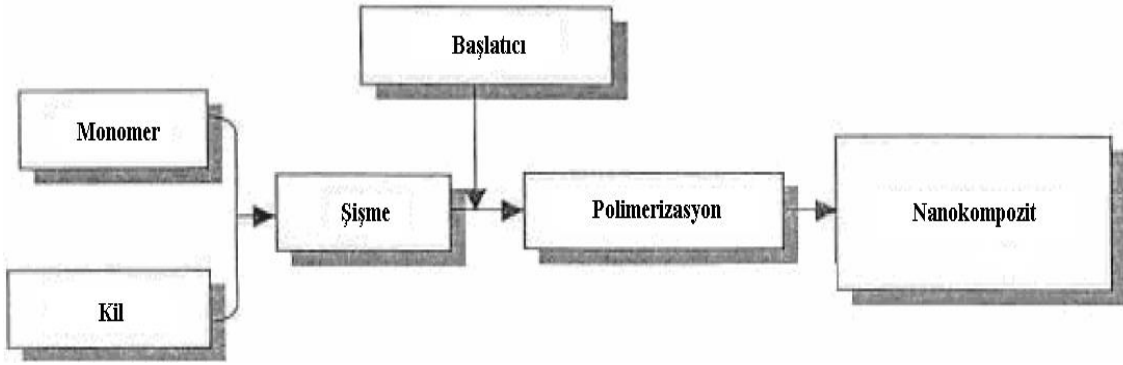 Başlatıcı
Monomer
Şişme
Polimerizasyon
Nanokompozit
Kil